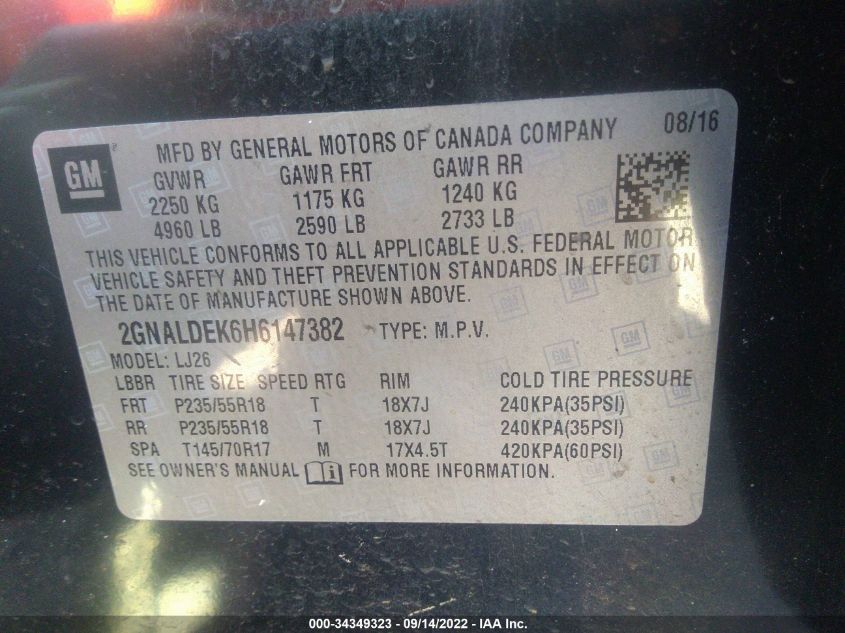 GM
MFD BY GENERAL MOTORS OF CANADA COMPANY 08/16
GVWR GAWR FRT GAWR RR
2250 KG 1175 KG 1240 KG
4960 LB 2590 LB 2733 LB
THIS VEHICLE CONFORMS TO ALL APPLICABLE U.S. FEDERAL MOTOR
VEHICLE SAFETY AND THEFT PREVENTION STANDARDS IN EFFECT ON
THE DATE OF MANUFACTURE SHOWN ABOVE.
2GNALDEK6H6147382 TYPE: M.P.V.
MODEL: LJ26
LBBR TIRE SIZE SPEED RTG RIM COLD TIRE PRESSURE
FRT P235/55R18 T 18X7J 240KPA(35PSI)
RR P235/55R18 T 18X7J 240KPA(35PSI)
SPA T145/70R17 M 17X4.5T 420KPA(60PSI)
SEE OWNER'S MANUAL i FOR MORE INFORMATION.
000-34349323 - 09/14/2022 - IAA Inc.